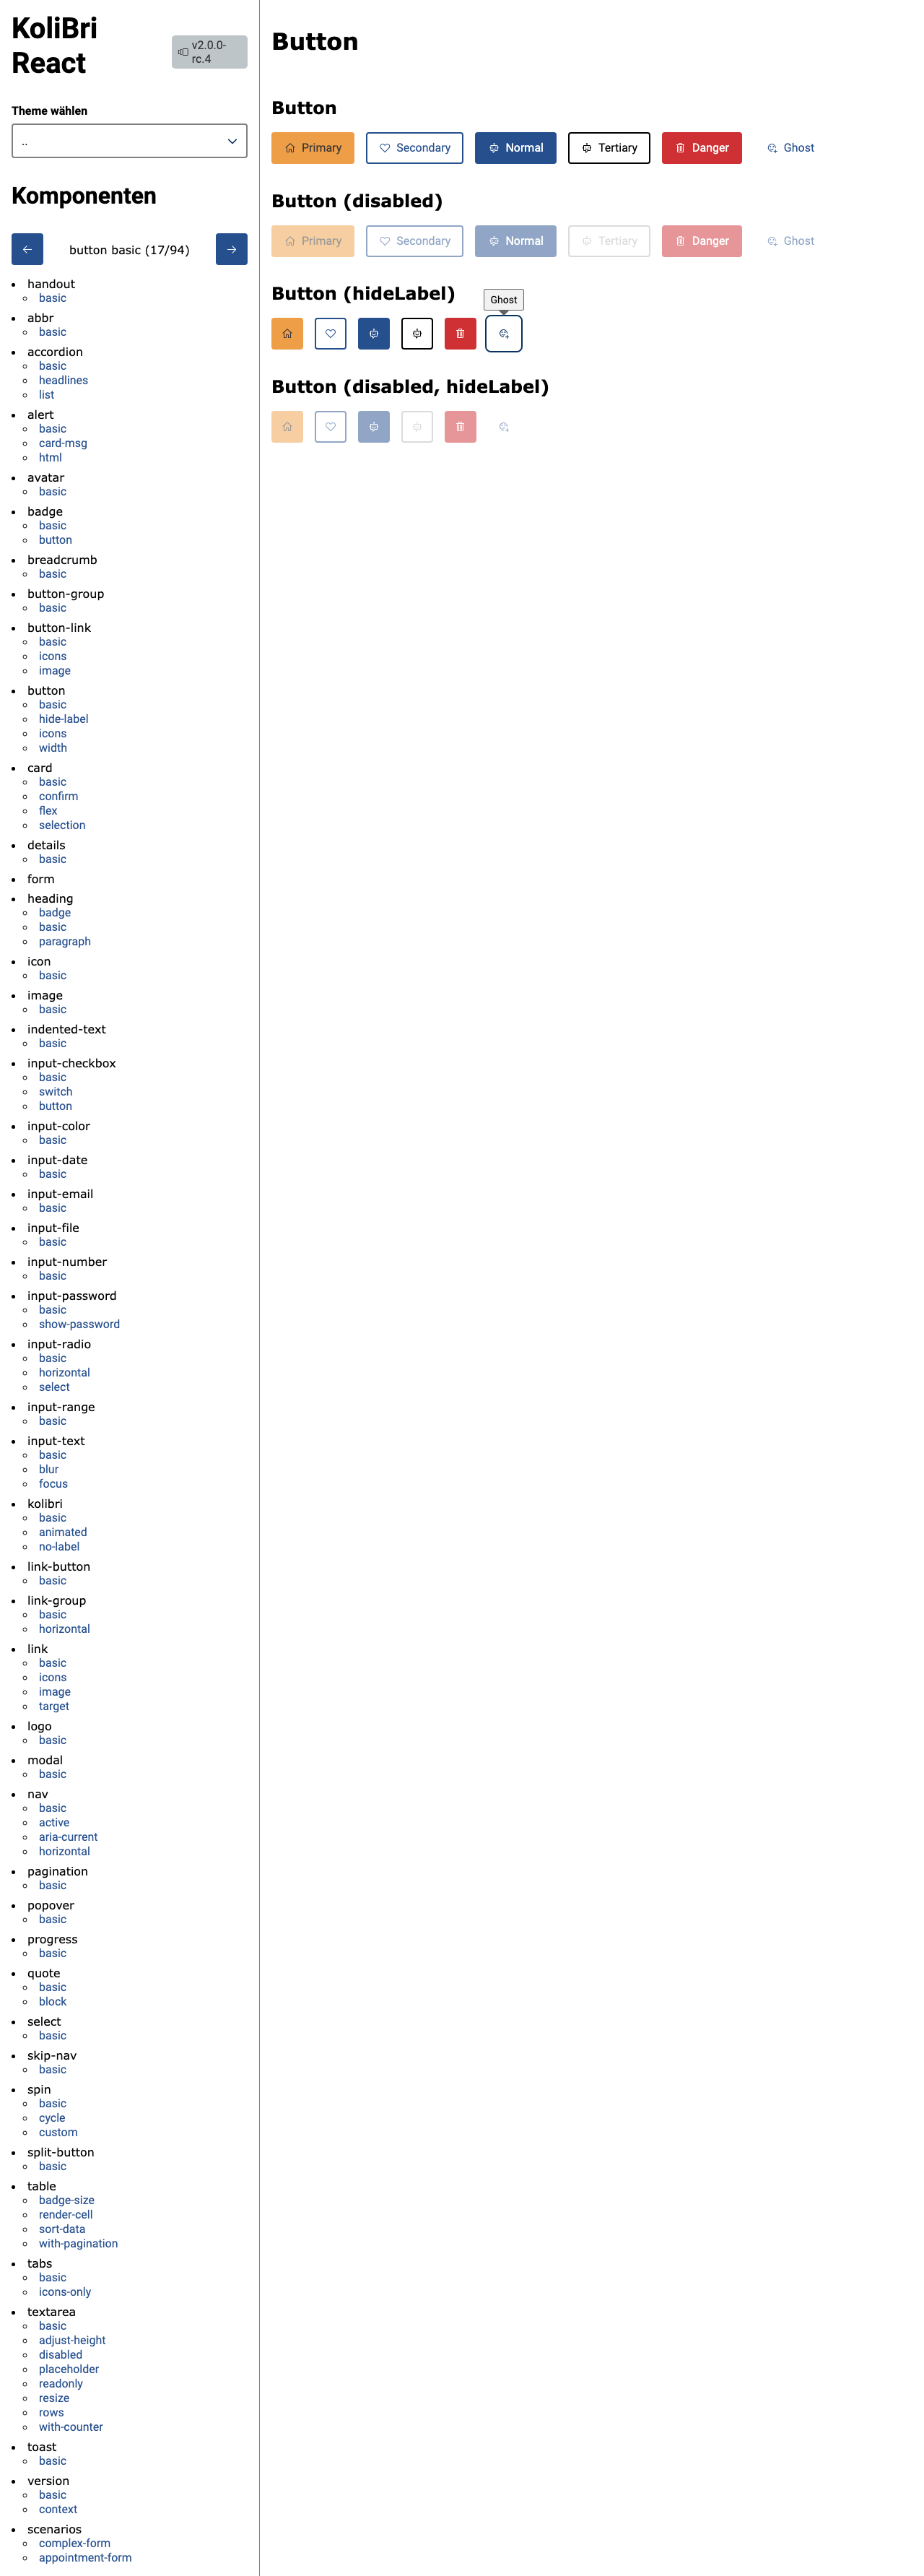 KoliBri
React
v2.0.0-
rc.4
Theme wählen
..
Komponenten
button basic (17/94)
handout
basic
abbr
basic
accordion
basic
headlines
list
alert
basic
card-msg
html
avatar
basic
badge
basic
button
breadcrumb
basic
button-group
basic
button-link
basic
icons
image
button
basic
hide-label
icons
width
card
basic
confirm
flex
selection
details
basic
form
heading
badge
basic
paragraph
icon
basic
image
basic
indented-text
basic
input-checkbox
basic
switch
button
input-color
basic
input-date
basic
input-email
basic
input-file
basic
input-number
basic
input-password
basic
show-password
input-radio
basic
horizontal
select
input-range
basic
input-text
basic
blur
focus
kolibri
basic
animated
no-label
link-button
basic
link-group
basic
horizontal
link
basic
icons
image
target
logo
basic
modal
basic
nav
basic
active
aria-current
horizontal
pagination
basic
popover
basic
progress
basic
quote
basic
block
select
basic
skip-nav
basic
spin
basic
cycle
custom
split-button
basic
table
badge-size
render-cell
sort-data
with-pagination
tabs
basic
icons-only
textarea
basic
adjust-height
disabled
placeholder
readonly
resize
rows
with-counter
toast
basic
version
basic
context
scenarios
complex-form
appointment-form
Button
Button
Primary Secondary Normal Tertiary Danger Ghost
Button (disabled)
Primary Secondary Normal Tertiary Danger Ghost
Button (hideLabel)
Ghost
Button (disabled, hideLabel)